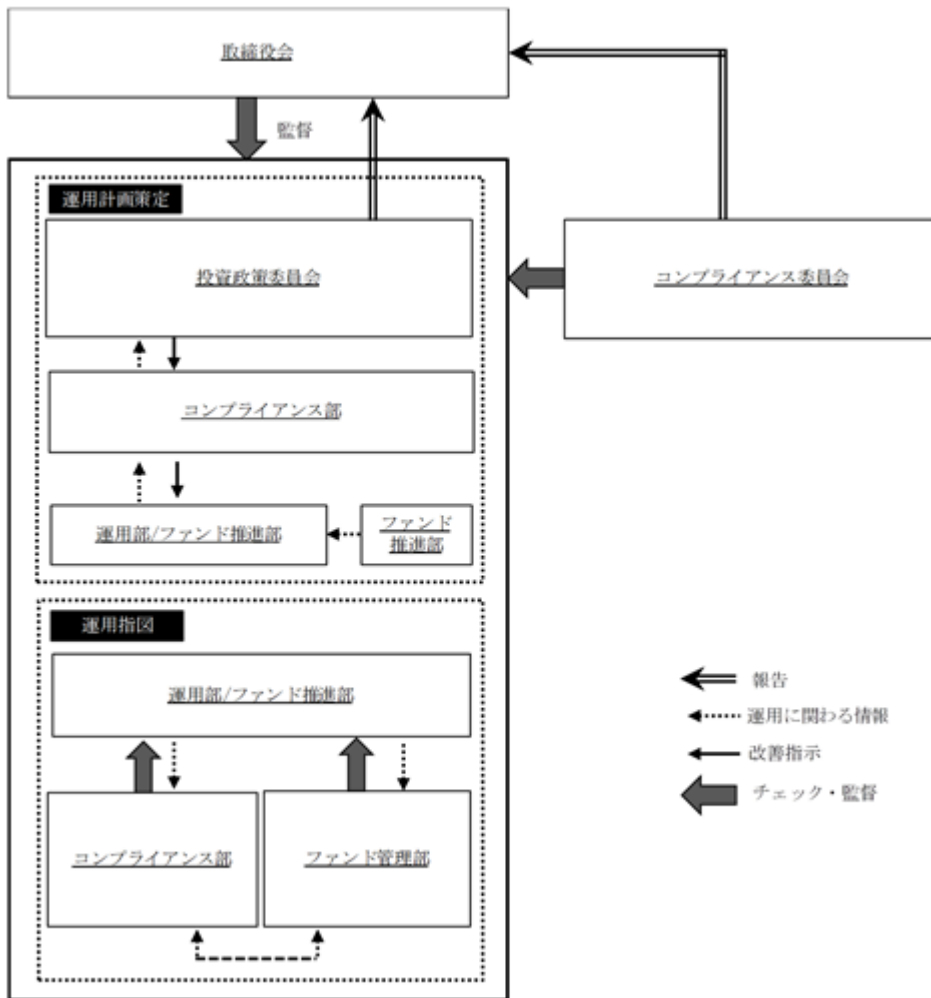 取締役会
監督
運用計画策定
投資政策委員会
コンプライアンス委員会
コンプライアンス部
運用部/ファンド推進部
ファンド
推進部
運用指図
運用部/ファンド推進部
コンプライアンス部
ファンド管理部
報告
運用に関わる情報
改善指示
チェック・監督